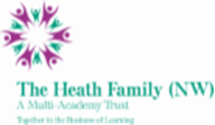 The Heath Family (NW)
A Multi-Academy Trust
Together in the Business of Learning